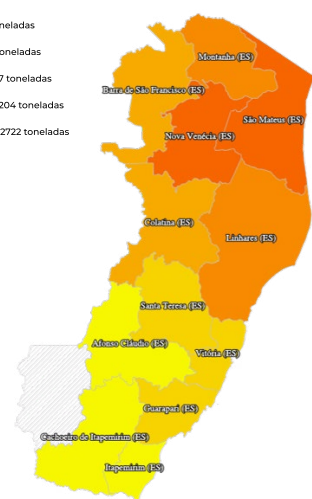 neladas
oneladas
7 toneladas
204 toneladas
2722 toneladas
Montanha (ES)
Barra de São Francisco (ES)
São Mateus (ES)
Nova Venécia (ES)
Colatina (ES)
Linhares (ES)
Santa Teresa (ES)
Afonso Cláudio (ES)
Vitória (ES)
Guarapari (ES)
Cachoeiro de Itapemirim (ES)
Itapemirim (ES)